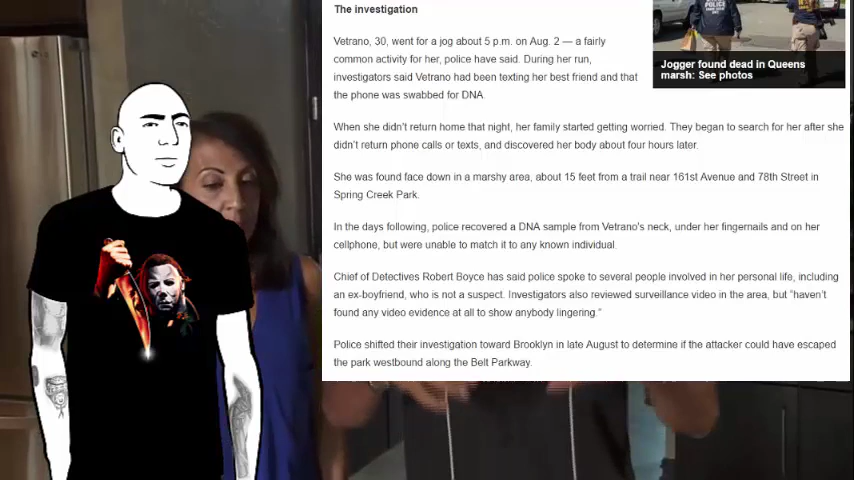 The investigation
Vetrano, 30, went for a jog about 5 p.m. on Aug. 2 — a fairly
common activity for her, police have said. During her run,
investigators said Vetrano had been texting her best friend and that
the phone was swabbed for DNA.
Jogger found dead in Queens
marsh: See photos
When she didn't return home that night, her family started getting worried. They began to search for her after she
didn't return phone calls or texts, and discovered her body about four hours later.
She was found face down in a marshy area, about 15 feet from a trail near 161st Avenue and 78th Street in
Spring Creek Park.
In the days following, police recovered a DNA sample from Vetrano's neck, under her fingernails and on her
cellphone, but were unable to match it to any known individual.
Chief of Detectives Robert Boyce has said police spoke to several people involved in her personal life, including
an ex-boyfriend, who is not a suspect. Investigators also reviewed surveillance video in the area, but “haven't
found any video evidence at all to show anybody lingering.”
Police shifted their investigation toward Brooklyn in late August to determine if the attacker could have escaped
the park westbound along the Belt Parkway.